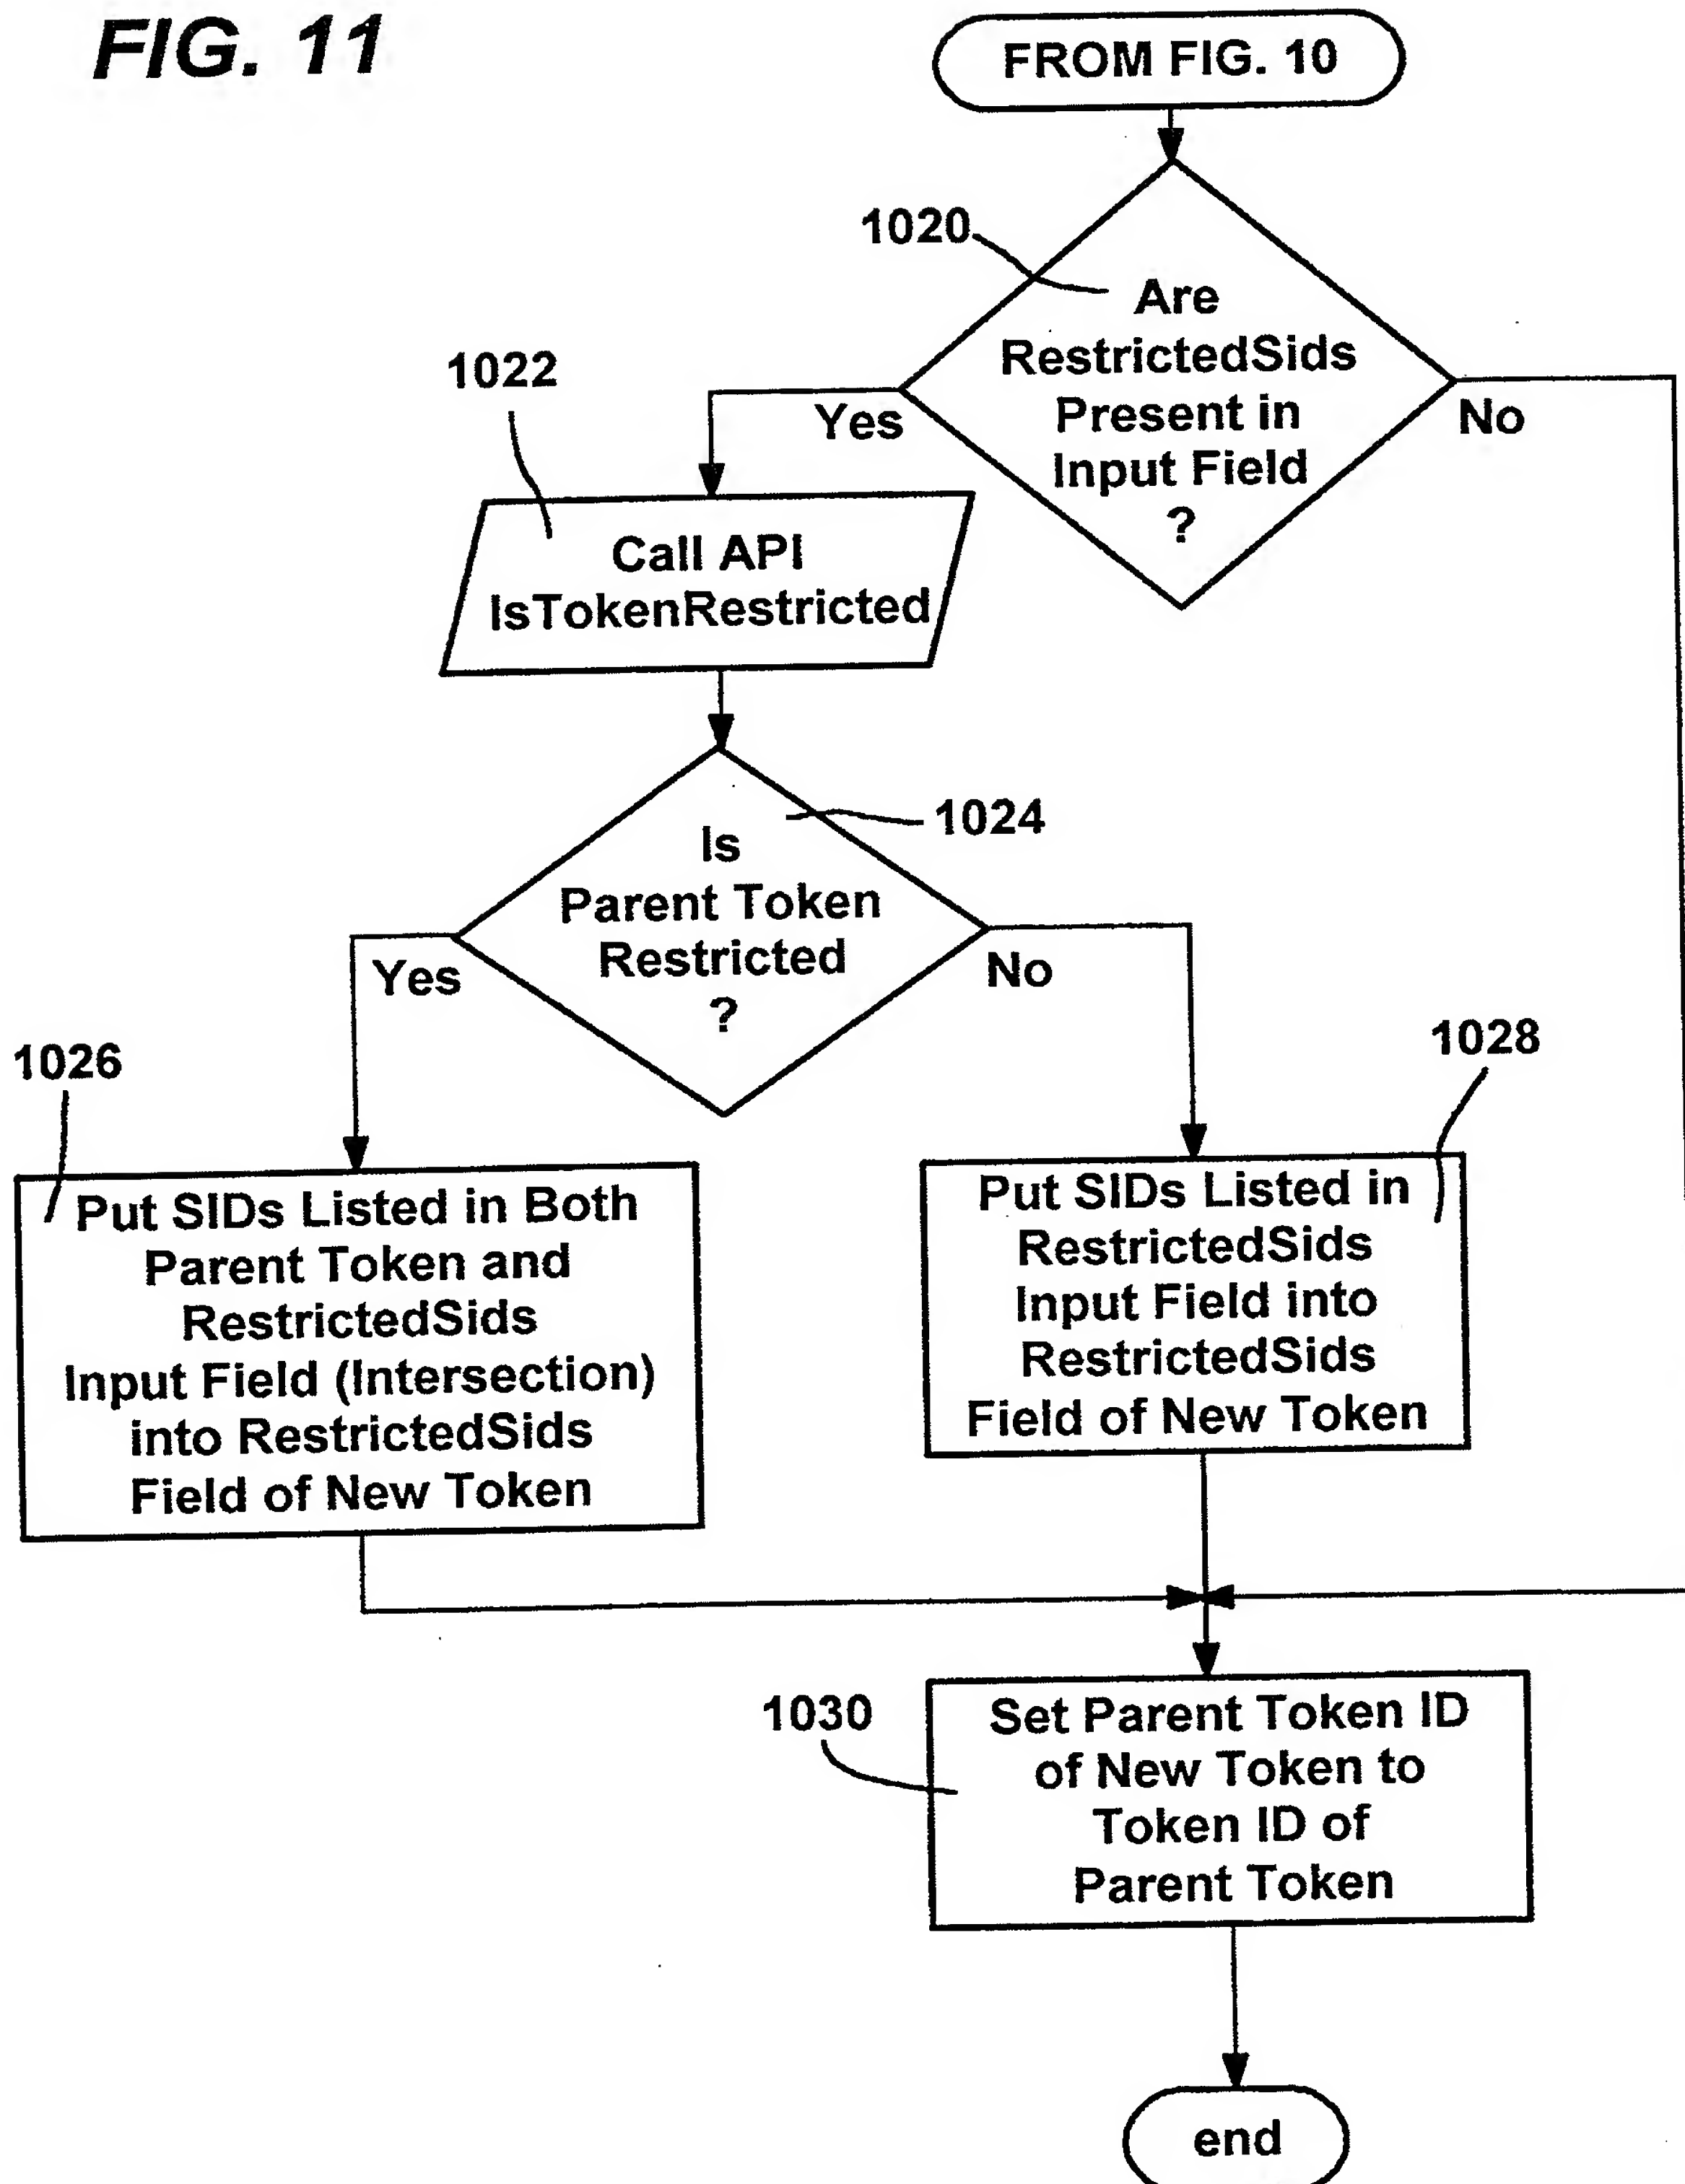 FIG. 11
FROM FIG. 10
1020
Are
RestrictedSids
Present in
Input Field
?
Yes
No
1022
Call API
IsTokenRestricted
1024
Is
Parent Token
Restricted
?
Yes
No
1026
Put SIDs Listed in Both
Parent Token and
RestrictedSids
Input Field (Intersection)
into RestrictedSids
Field of New Token
1028
Put SIDs Listed in
RestrictedSids
Input Field into
RestrictedSids
Field of New Token
1030
Set Parent Token ID
of New Token to
Token ID of
Parent Token
end